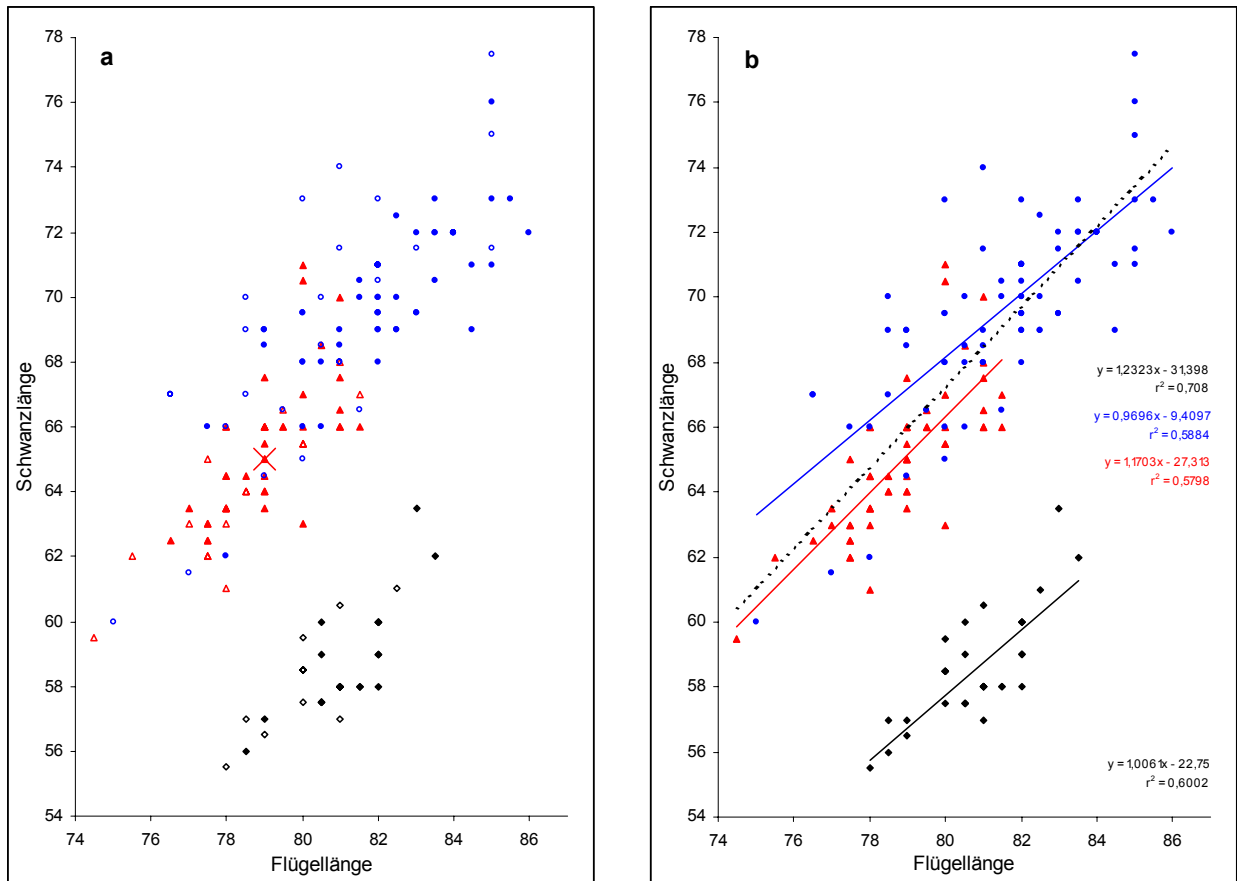 a
78
76
74
72
70
68
66
64
62
60
58
56
54
Schwanzlänge
74 76 78 80 82 84 86
Flügellänge
b
78
76
74
72
70
68
66
64
62
60
58
56
54
Schwanzlänge
y = 1,2323x - 31,398
r² = 0,708
y = 0,9696x - 9,4097
r² = 0,5884
y = 1,1703x - 27,313
r² = 0,5798
y = 1,0061x - 22,75
r² = 0,6002
74 76 78 80 82 84 86
Flügellänge